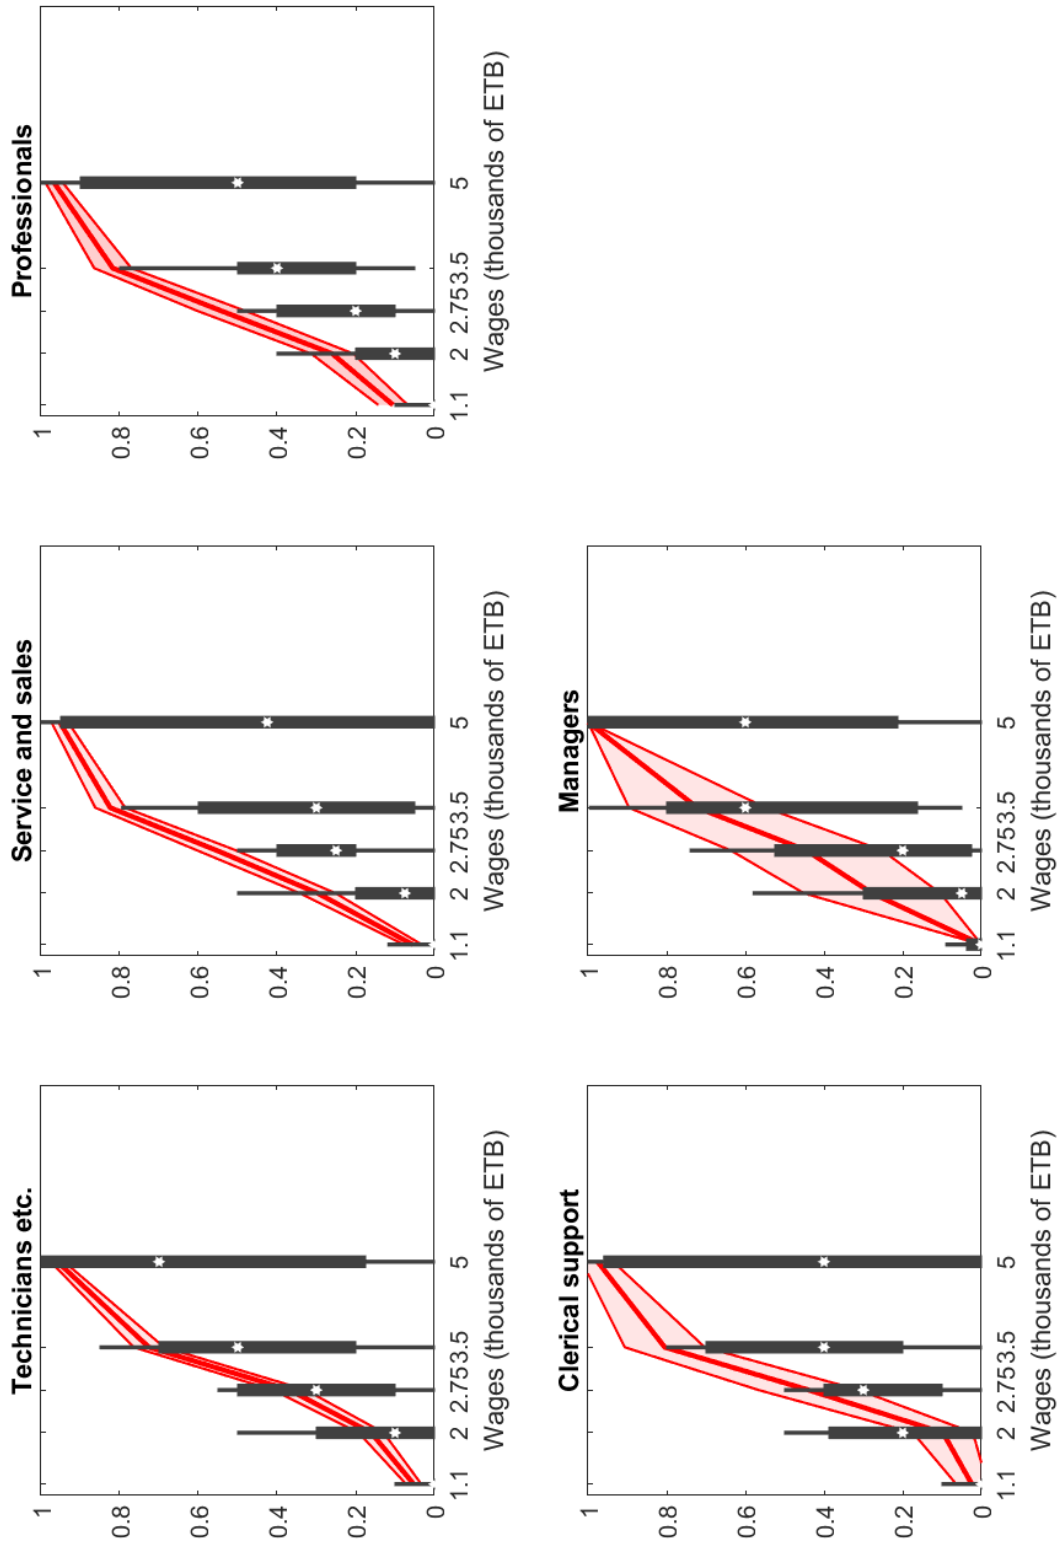 Technicians etc.
1
0.8
0.6
0.4
0.2
0
1.1 2 2.75 3.5 5
Wages (thousands of ETB)
Service and sales
1
0.8
0.6
0.4
0.2
0
1.1 2 2.75 3.5 5
Wages (thousands of ETB)
Professionals
1
0.8
0.6
0.4
0.2
0
1.1 2 2.75 3.5 5
Wages (thousands of ETB)
Clerical support
1
0.8
0.6
0.4
0.2
0
1.1 2 2.75 3.5 5
Wages (thousands of ETB)
Managers
1
0.8
0.6
0.4
0.2
0
1.1 2 2.75 3.5 5
Wages (thousands of ETB)